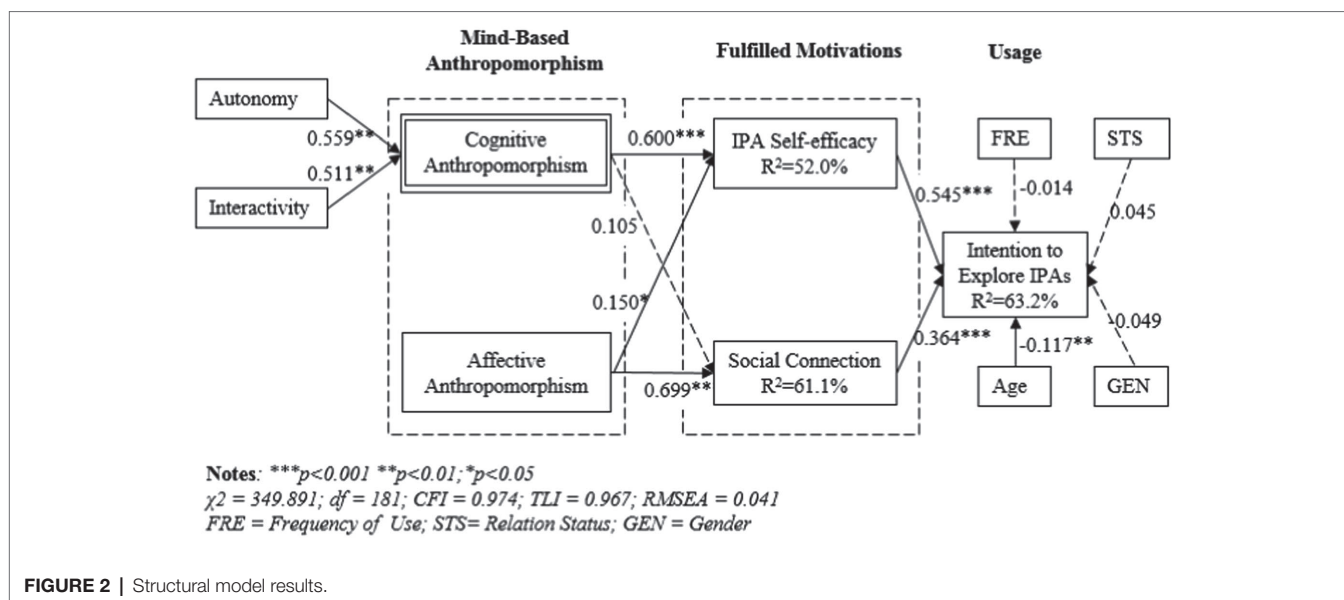 Mind-Based
Anthropomorphism
Fulfilled Motivations
Usage
Autonomy
0.559**
0.511**
Interactivity
Cognitive
Anthropomorphism
0.600***
0.105
0.150*
Affective
Anthropomorphism
0.699**
IPA Self-efficacy
R²=52.0%
Social Connection
R²=61.1%
0.545***
0.364***
FRE
STS
-0.014
0.045
Intention to
Explore IPAs
R²=63.2%
-0.117**
-0.049
Age
GEN
Notes: ***p<0.001 **p<0.01;*p<0.05
χ2 = 349.891; df = 181; CFI = 0.974; TLI = 0.967; RMSEA = 0.041
FRE = Frequency of Use; STS= Relation Status; GEN = Gender
FIGURE 2 | Structural model results.